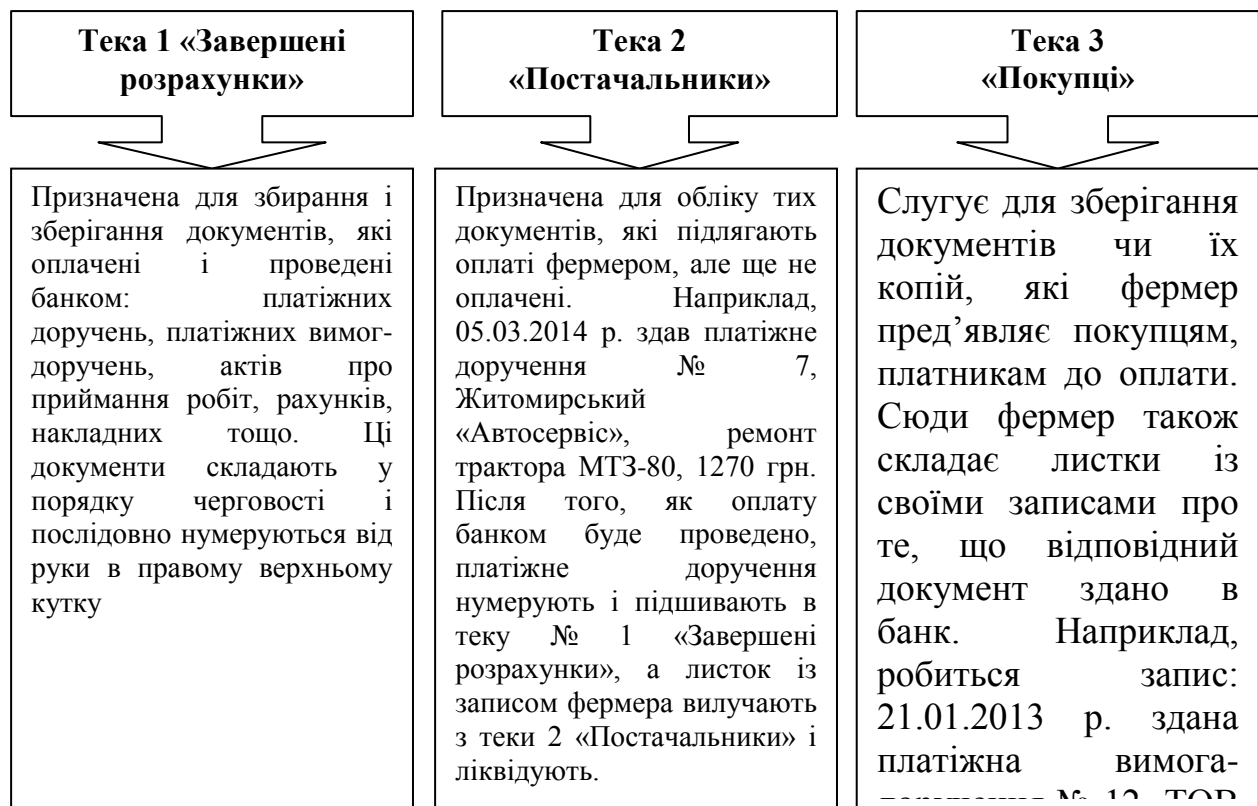 Тека 1 «Завершені
розрахунки»
Призначена для збирання і
зберігання документів, які
оплачені і проведені
банком: платіжних
доручень, платіжних вимог-
доручень, актів про
приймання робіт, рахунків,
накладних тощо. Ці
документи складають у
порядку черговості і
послідовно нумеруються від
руки в правому верхньому
кутку
Тека 2
«Постачальники»
Призначена для обліку тих
документів, які підлягають
оплаті фермером, але ще не
оплачені. Наприклад,
05.03.2014 р. здав платіжне
доручення № 7,
Житомирський
«Автосервіс», ремонт
трактора МТЗ-80, 1270 грн.
Після того, як оплату
банком буде проведено,
платіжне доручення
нумерують і підшивають в
теку № 1 «Завершені
розрахунки», а листок із
записом фермера вилучають
з теки 2 «Постачальники» і
ліквідують.
Тека 3
«Покупці»
Слугує для зберігання
документів чи їх
копій, які фермер
пред’являє покупцям,
платникам до оплати.
Сюди фермер також
складає листки із
своїми записами про
те, що відповідний
документ здано в
банк. Наприклад,
робиться запис:
21.01.2013 р. здана
платіжна вимога-
доручення № 12, ТОВ